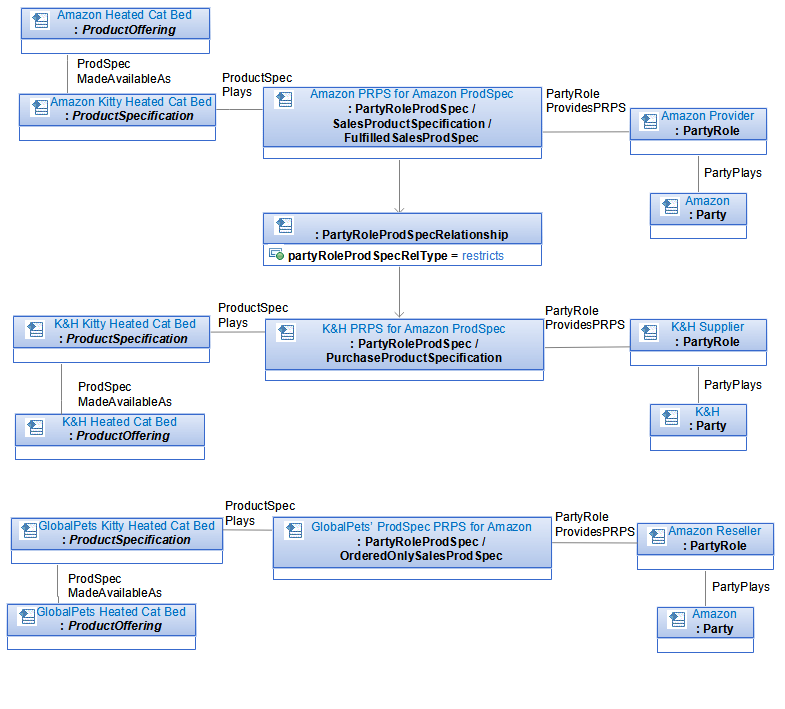 Amazon Heated Cat Bed
: ProductOffering
ProdSpec
MadeAvailableAs
ProductSpec
Plays
Amazon Kitty Heated Cat Bed
: ProductSpecification
Amazon PRPS for Amazon ProdSpec
: PartyRoleProdSpec /
SalesProductSpecification /
FulfilledSalesProdSpec
PartyRole
ProvidesPRPS
Amazon Provider
: PartyRole
PartyPlays
Amazon
: Party
: PartyRoleProdSpecRelationship
partyRoleProdSpecRelType = restricts
K&H Kitty Heated Cat Bed
: ProductSpecification
ProductSpec
Plays
K&H PRPS for Amazon ProdSpec
: PartyRoleProdSpec /
PurchaseProductSpecification
PartyRole
ProvidesPRPS
K&H Supplier
: PartyRole
ProdSpec
MadeAvailableAs
PartyPlays
K&H Heated Cat Bed
: ProductOffering
K&H
: Party
GlobalPets Kitty Heated Cat Bed
: ProductSpecification
ProductSpec
Plays
GlobalPets' ProdSpec PRPS for Amazon
: PartyRoleProdSpec /
OrderedOnlySalesProdSpec
PartyRole
ProvidesPRPS
Amazon Reseller
: PartyRole
ProdSpec
MadeAvailableAs
PartyPlays
GlobalPets Heated Cat Bed
: ProductOffering
Amazon
: Party